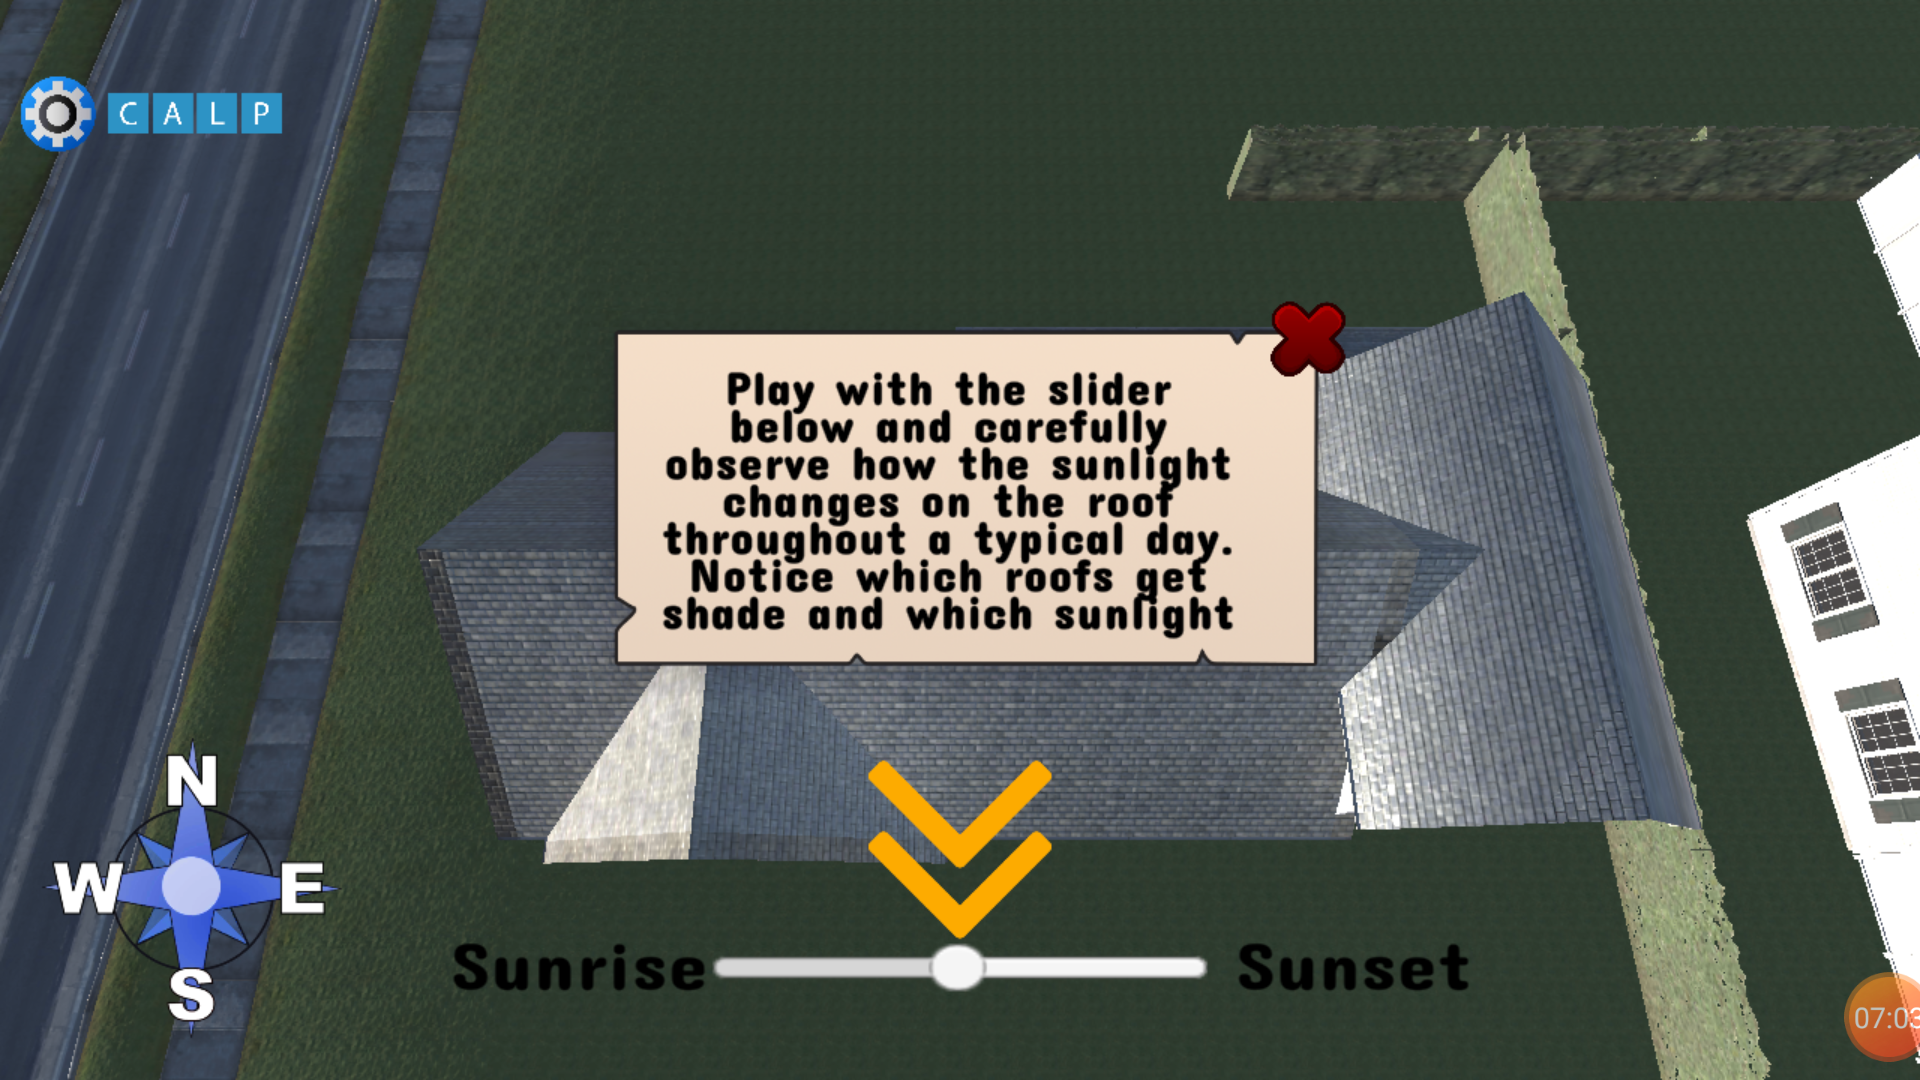 CALP
Play with the slider
below and carefully
observe how the sunlight
changes on the roof
throughout a typical day.
Notice which roofs get
shade and which sunlight
N
W E
S
Sunrise Sunset
07:03